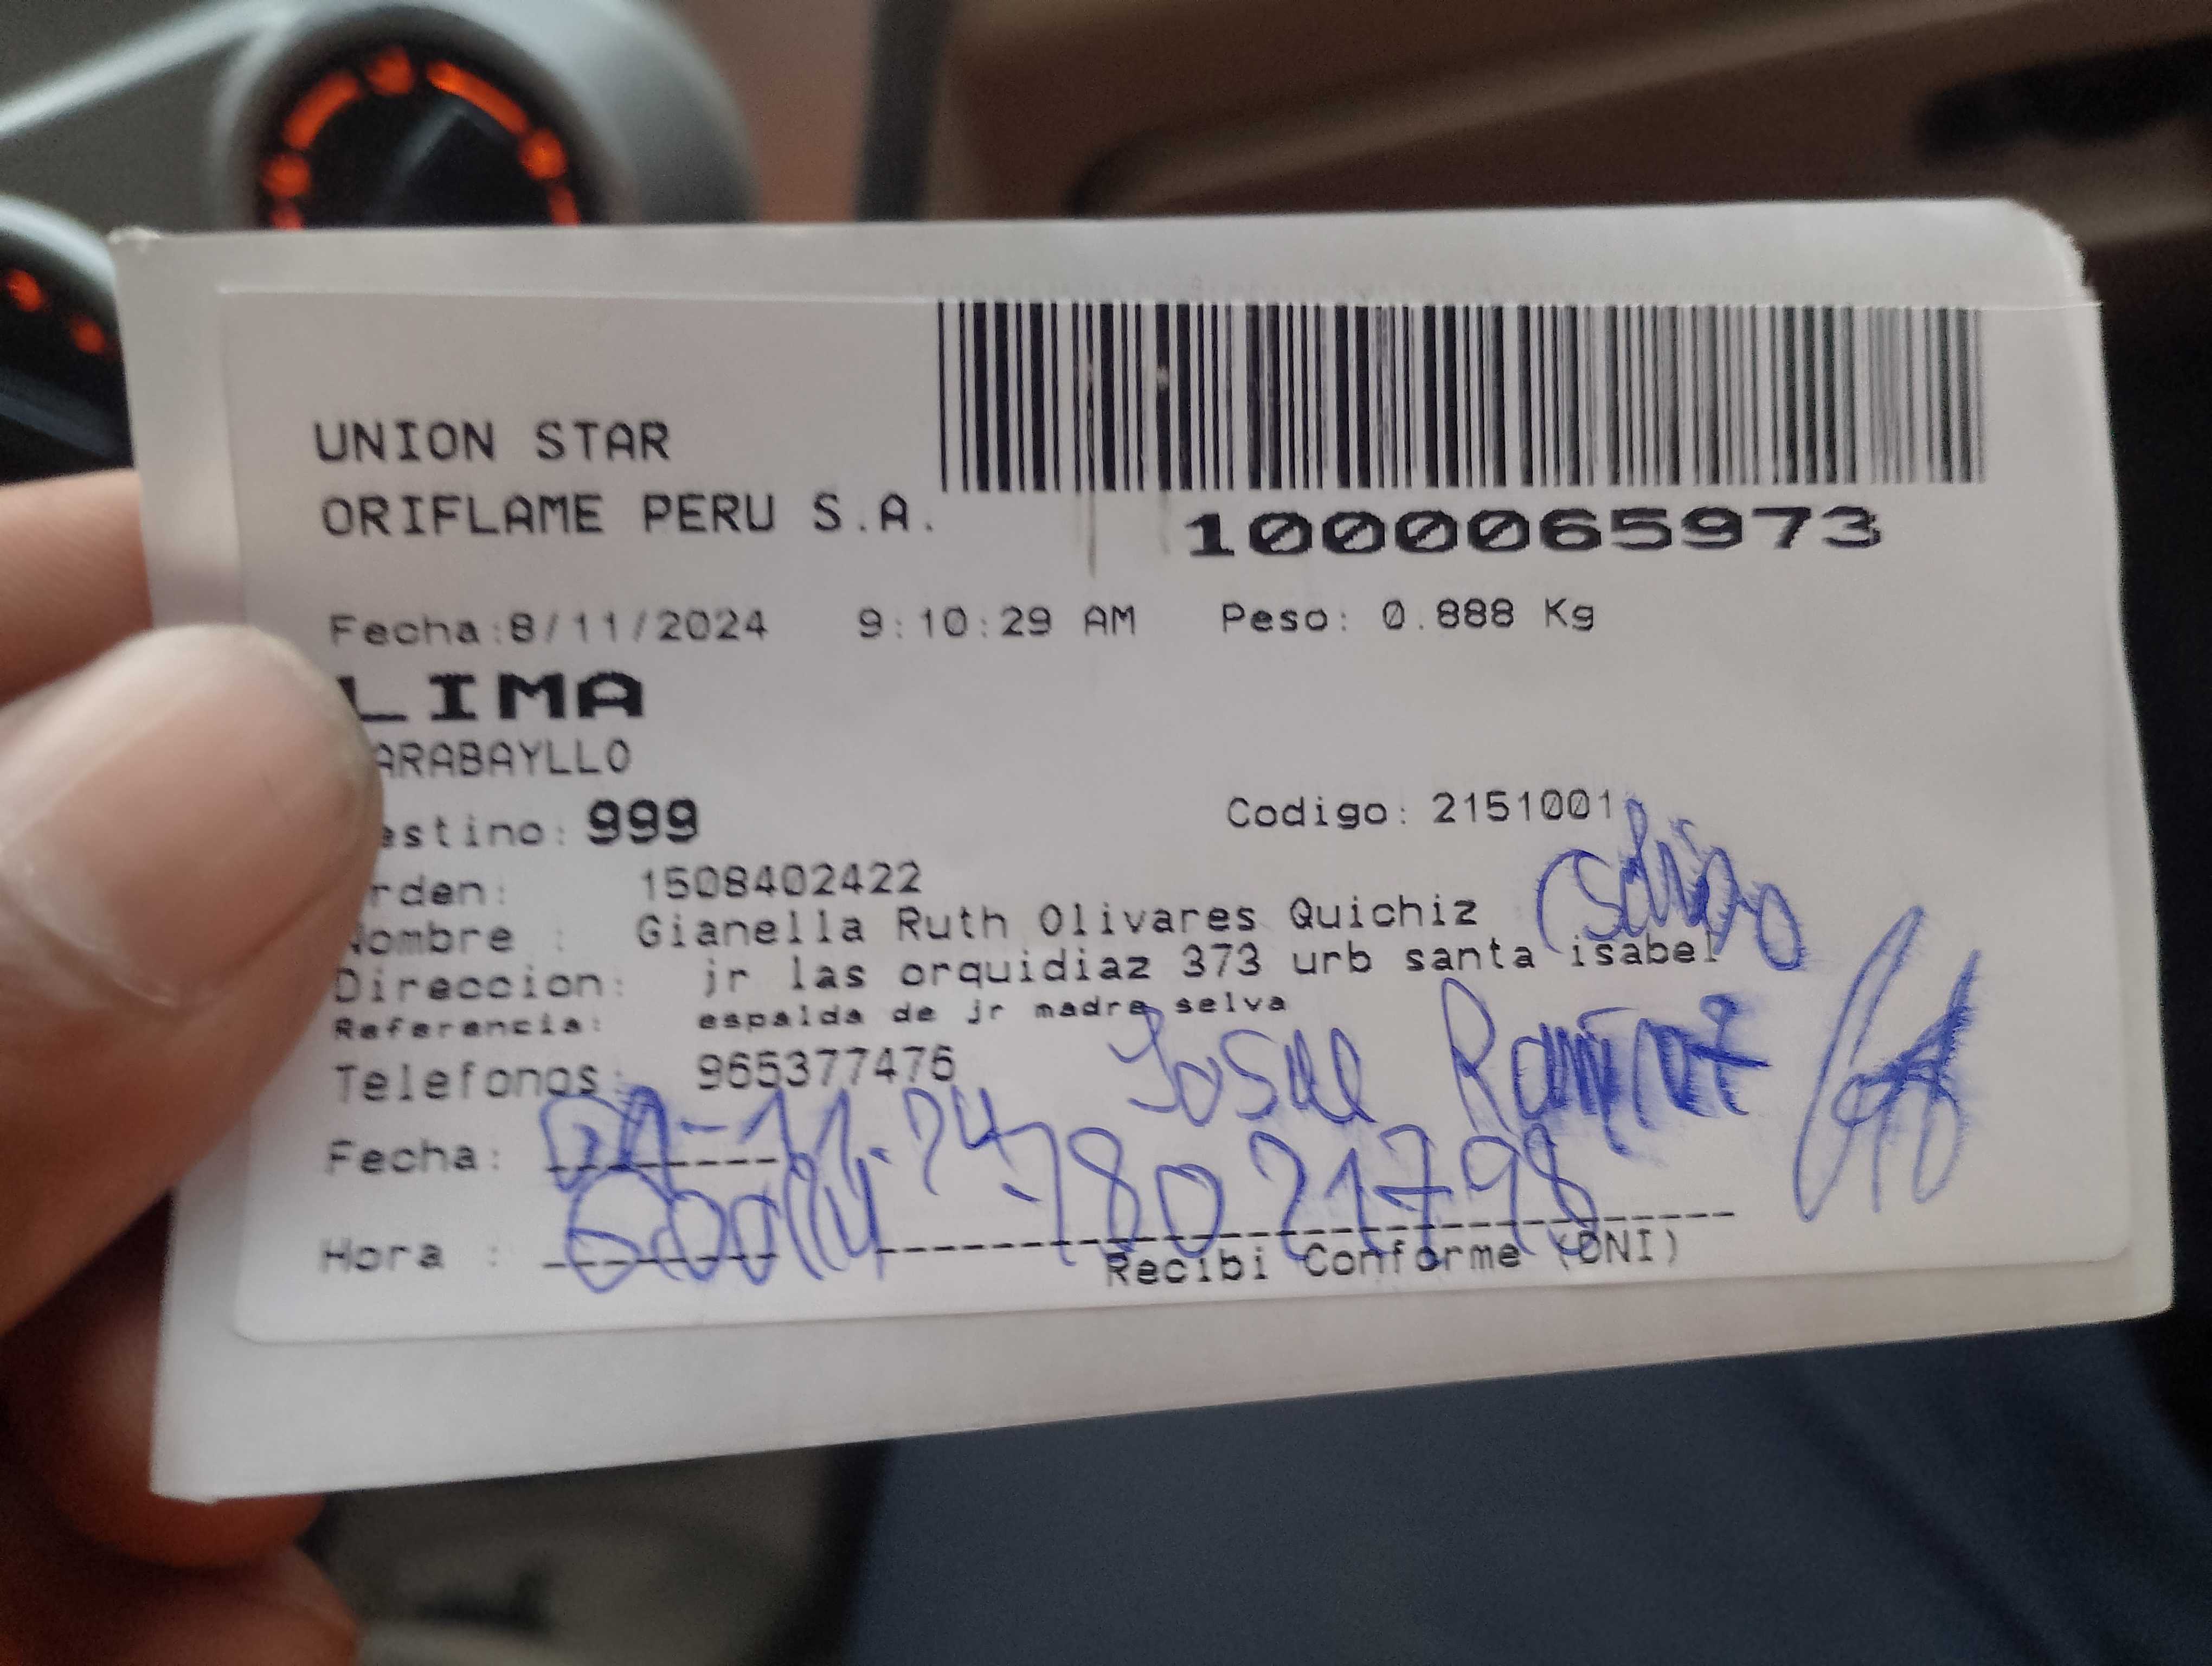 UNION STAR
ORIFLAME PERU S.A.
1000065973
Fecha:8/11/2024 9:10:29 AM Peso: 0.888 Kg
LIMA
ARABAYLLO
estino: 999 Codigo: 2151001
rden: 1508402422
Nombre : Gianella Ruth Olivares Quichiz
Direccion: jr las orquidiaz 373 urb santa isabel
Referencia: espalda de jr madre selva
Telefonos: 965377476
Josue Ramirez
Fecha:
Hora :
Recibi Conforme (DNI)